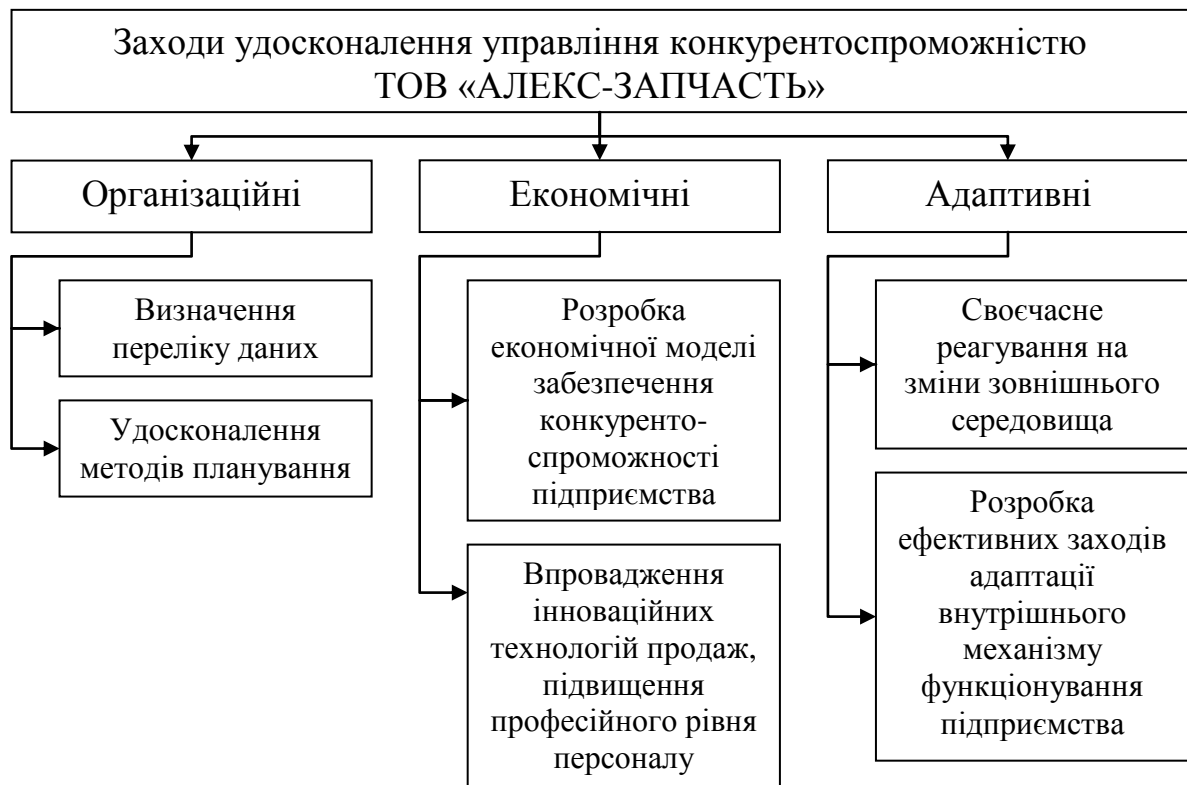 Заходи удосконалення управління конкурентоспроможністю
ТОВ «АЛЕКС-ЗАПЧАСТЬ»
Організаційні
Економічні
Адаптивні
Визначення
переліку даних
Удосконалення
методів планування
Розробка
економічної моделі
забезпечення
конкуренто-
спроможності
підприємства
Впровадження
інноваційних
технологій продаж,
підвищення
професійного рівня
персоналу
Своєчасне
реагування на
зміни зовнішнього
середовища
Розробка
ефективних заходів
адаптації
внутрішнього
механізму
функціонування
підприємства